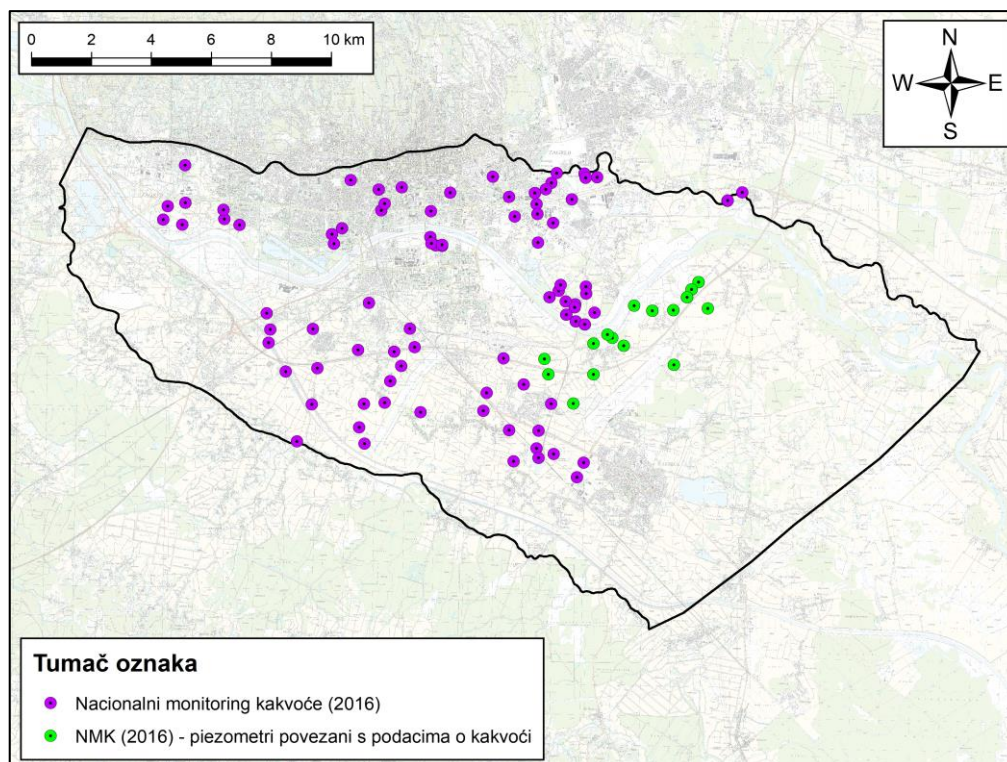 0 2 4 6 8 10 km
N
W E
S
Tumač oznaka
Nacionalni monitoring kakvoće (2016)
NMK (2016) - piezometri povezani s podacima o kakvoći